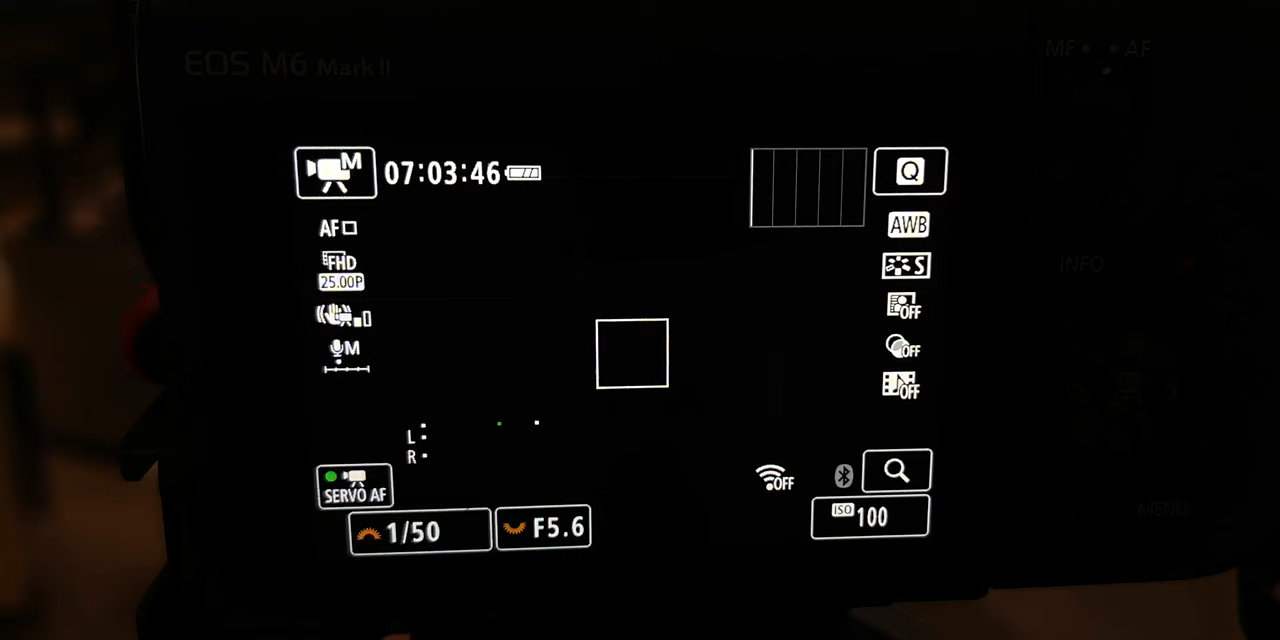 EOS M6 Mark II
MF AF
M
07:03:46
Q
AF
AWB
FHD
25.00P
S
OFF
M
OFF
OFF
INFO
L
R
SERVO AF
OFF
1/50
F5.6
ISO 100
MENU